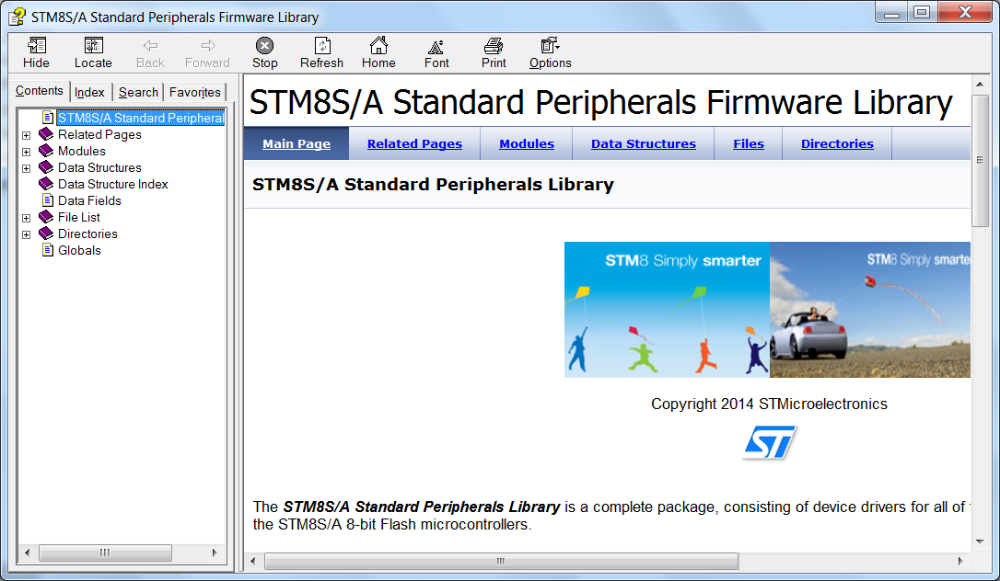 STM8S/A Standard Peripherals Firmware Library
Hide Locate Back Forward Stop Refresh Home Font Print Options
Contents Index Search Favorites
STM8S/A Standard Peripheral
Related Pages
Modules
Data Structures
Data Structure Index
Data Fields
File List
Directories
Globals
STM8S/A Standard Peripherals Firmware Library
Main Page Related Pages Modules Data Structures Files Directories
STM8S/A Standard Peripherals Library
STM8 Simply smarter
STM8 Simply smarte
Copyright 2014 STMicroelectronics
ST
The STM8S/A Standard Peripherals Library is a complete package, consisting of device drivers for all of
the STM8S/A 8-bit Flash microcontrollers.